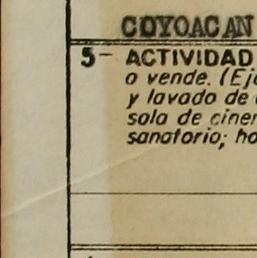 COYOACAN
5- ACTIVIDAD
o vende. (Ej
y lavado de
sala de cine
sanatorio; ho